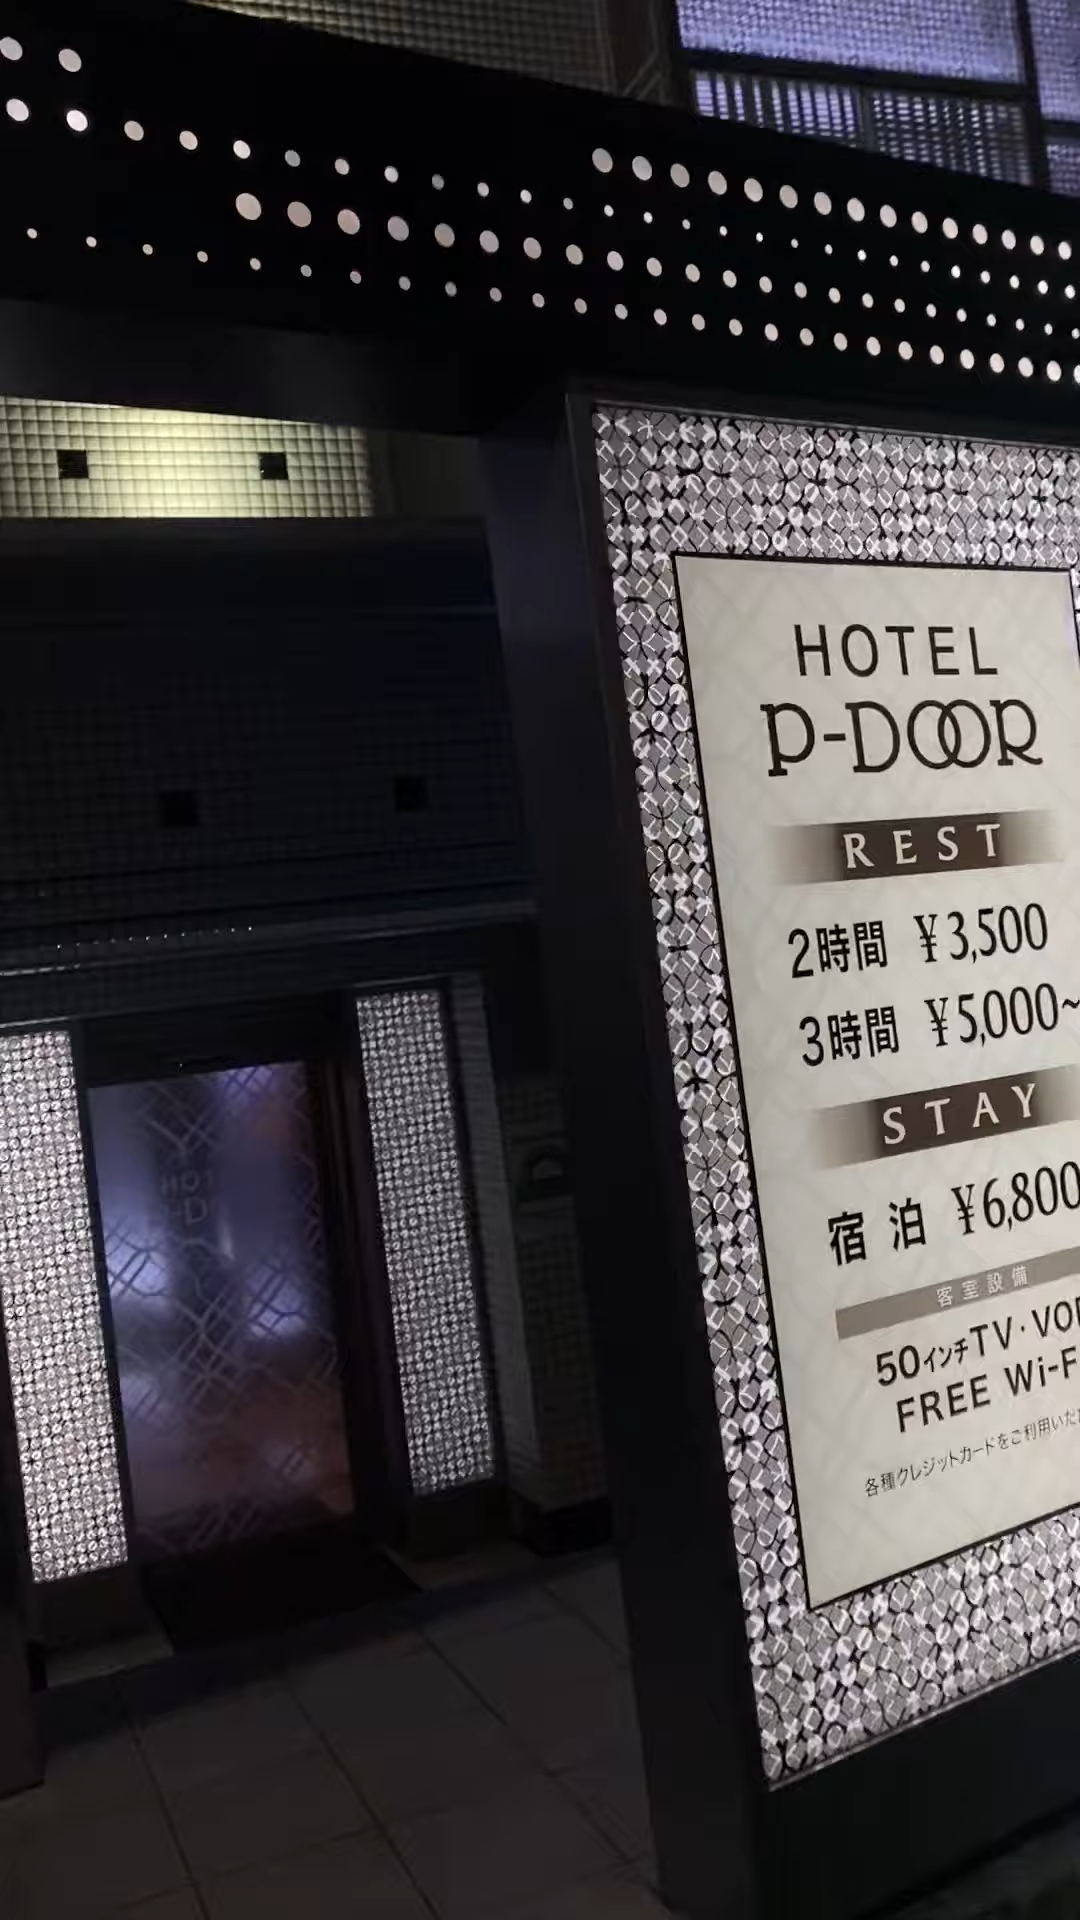 HOTEL
P-DOOR
REST
2時間 ¥3,500
3時間 ¥5,000~
STAY
宿泊 ¥6,800
客室設備
50インチTV・VO
FREE Wi-F
各種クレジットカードをご利用いた
HO
-D